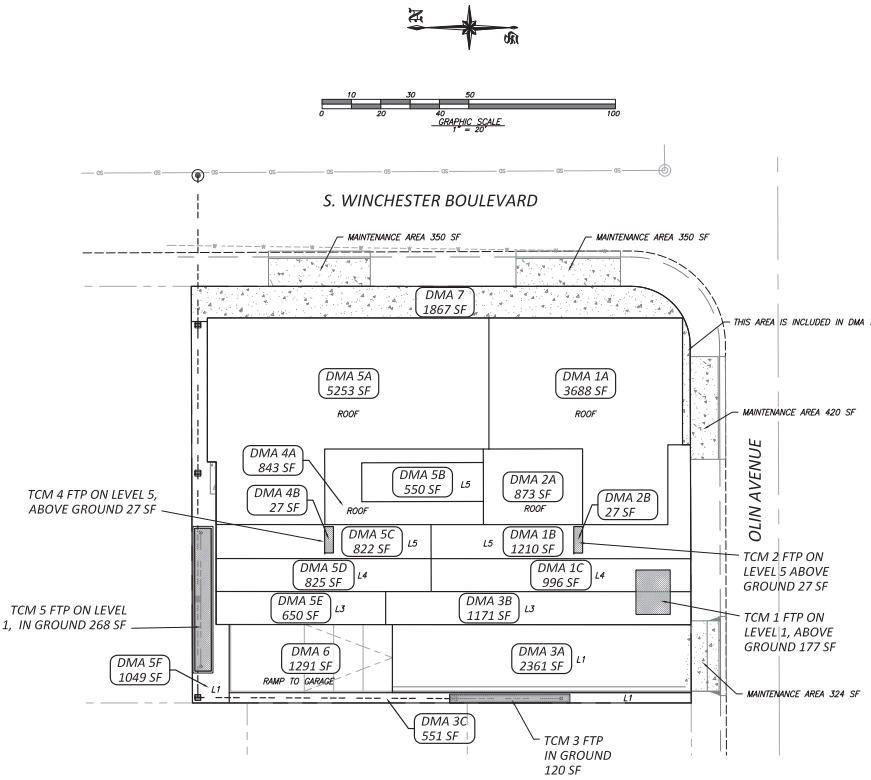 N
S
10
30
50
0
20
40
100
GRAPHIC SCALE
1" = 20'
S. WINCHESTER BOULEVARD
MAINTENANCE AREA 350 SF
MAINTENANCE AREA 350 SF
DMA 7
1867 SF
THIS AREA IS INCLUDED IN DMA
DMA 5A
5253 SF
ROOF
DMA 1A
3688 SF
ROOF
MAINTENANCE AREA 420 SF
OLIN AVENUE
DMA 4A
843 SF
ROOF
DMA 5B
550 SF
L5
DMA 2A
873 SF
ROOF
DMA 4B
27 SF
DMA 2B
27 SF
TCM 4 FTP ON LEVEL 5,
ABOVE GROUND 27 SF
DMA 5C
822 SF
L5
L5
DMA 1B
1210 SF
TCM 2 FTP ON
LEVEL 5 ABOVE
GROUND 27 SF
DMA 5D
825 SF
L4
DMA 1C
996 SF
L4
TCM 5 FTP ON LEVEL
1, IN GROUND 268 SF
DMA 5E
650 SF
L3
DMA 3B
1171 SF
L3
TCM 1 FTP ON
LEVEL 1, ABOVE
GROUND 177 SF
DMA 6
1291 SF
RAMP TO GARAGE
DMA 3A
2361 SF
L1
DMA 5F
1049 SF
L1
MAINTENANCE AREA 324 SF
L1
DMA 3C
551 SF
TCM 3 FTP
IN GROUND
120 SF